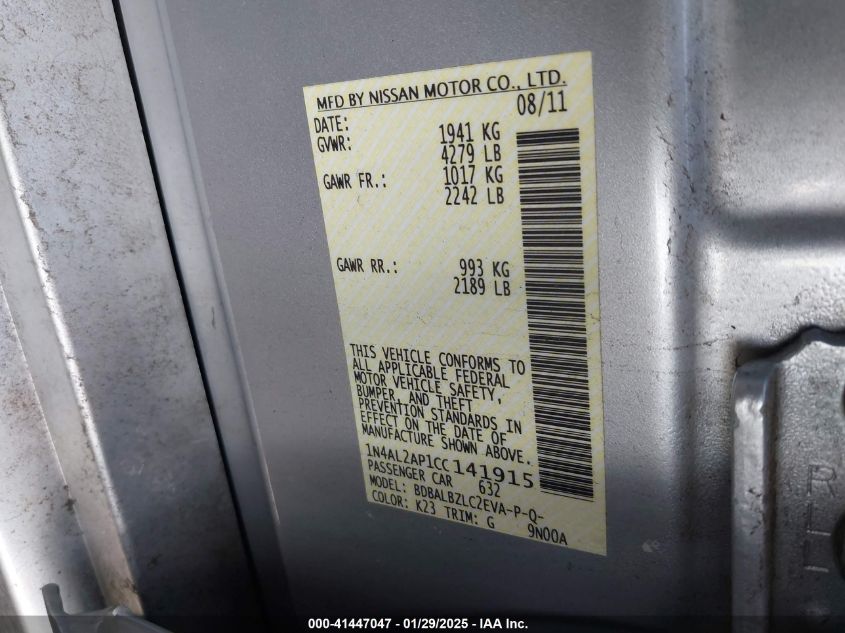 MFD BY NISSAN MOTOR CO., LTD.
DATE: 08/11
GVWR: 1941 KG
4279 LB
GAWR FR.: 1017 KG
2242 LB
GAWR RR.: 993 KG
2189 LB
THIS VEHICLE CONFORMS TO
ALL APPLICABLE FEDERAL
MOTOR VEHICLE SAFETY,
BUMPER, AND THEFT
PREVENTION STANDARDS IN
EFFECT ON THE DATE OF
MANUFACTURE SHOWN ABOVE.
1N4AL2AP1CC141915
PASSENGER CAR 632
MODEL: BDBALBZLC2EVA-P-Q-
COLOR: K23 TRIM: G 9N00A
000-41447047 — 01/29/2025 — IAA Inc.